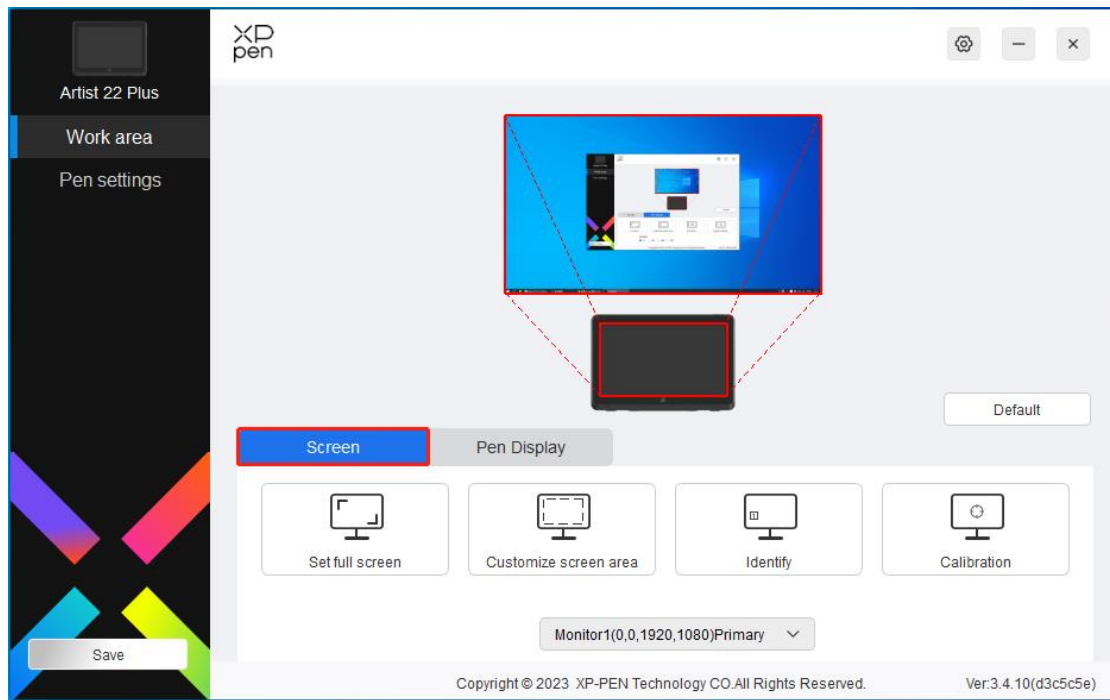 XP
pen
Artist 22 Plus
Work area
Pen settings
Default
Screen
Pen Display
Set full screen
Customize screen area
1
Identify
Calibration
Monitor1(0,0,1920,1080)Primary
Save
Copyright © 2023 XP-PEN Technology CO.All Rights Reserved.
Ver:3.4.10(d3c5c5e)